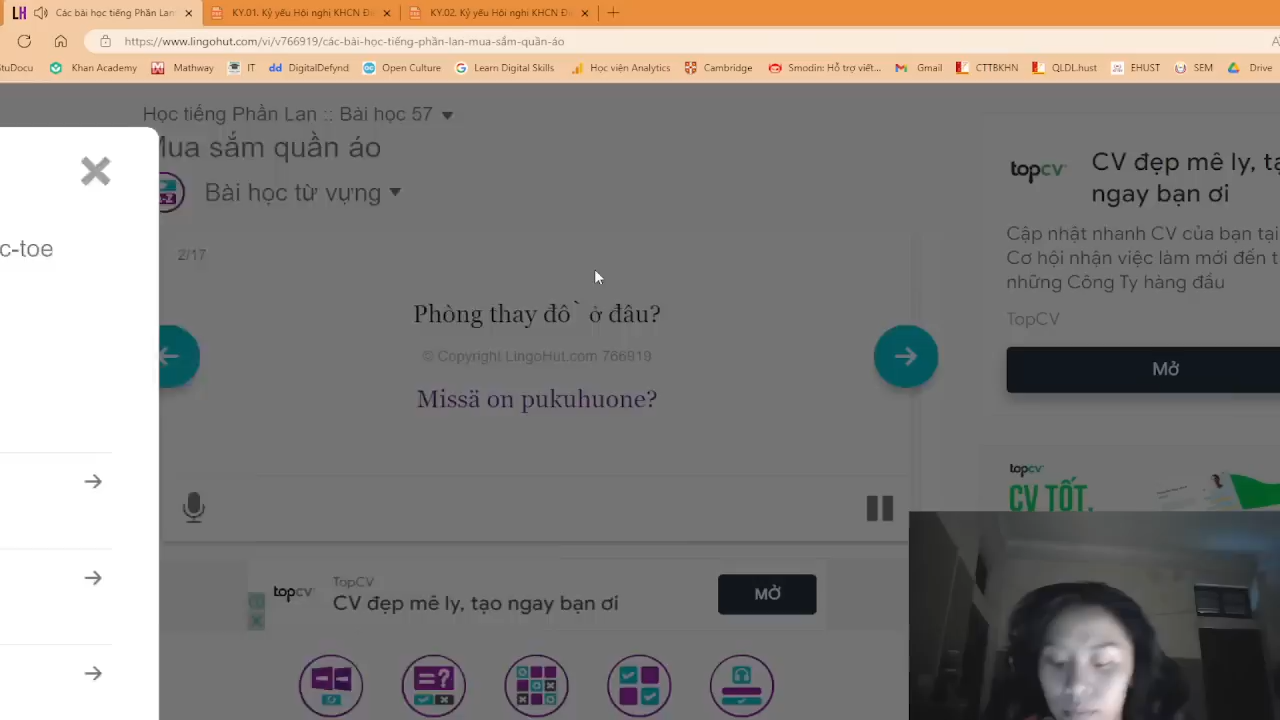 Các bài học tiếng Phần Lan
KY.01. Kỷ yếu Hội nghị KHCN Đ
KY.02. Kỷ yếu Hội nghị KHCN Đ
https://www.lingohut.com/vi/v766919/các-bài-học-tiếng-phần-lan-mua-sắm-quần-áo
StuDocu
Khan Academy
Mathway
IT
DigitalDefynd
Open Culture
Learn Digital Skills
Học viện Analytics
Cambridge
Smodin: Hỗ trợ viết...
Gmail
CTTBKHN
QLDL.hust
EHUST
SEM
Drive
Học tiếng Phần Lan :: Bài học 57
Mua sắm quần áo
Bài học từ vựng
c-toe
2/17
Phòng thay đồ ở đâu?
© Copyright LingoHut.com 766919
Missä on pukuhuone?
topcv
CV đẹp mê ly, tạ
ngay bạn ơi
Cập nhật nhanh CV của bạn tại
Cơ hội nhận việc làm mới đến t
những Công Ty hàng đầu
TopCV
Mở
topcv
CV TỐT,
topcv
TopCV
CV đẹp mê ly, tạo ngay bạn ơi
MỞ